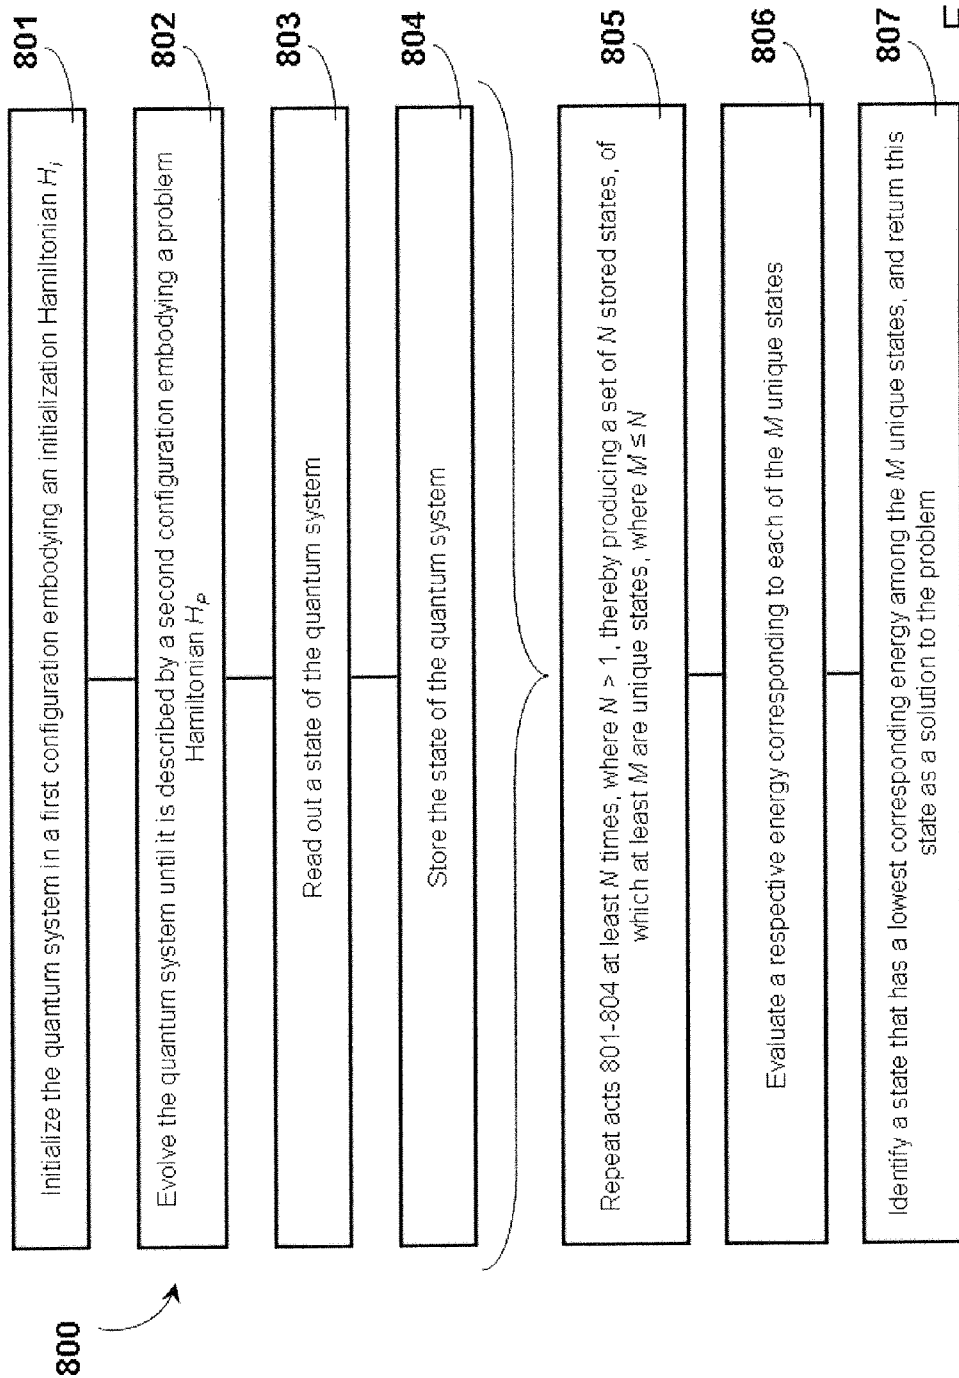 800
801
Initialize the quantum system in a first configuration embodying an initialization Hamiltonian Hi
802
Evolve the quantum system until it is described by a second configuration embodying a problem
Hamiltonian HP
803
Read out a state of the quantum system
804
Store the state of the quantum system
805
Repeat acts 801-804 at least N times, where N > 1, thereby producing a set of N stored states, of
which at least M are unique states, where M ≤ N
806
Evaluate a respective energy corresponding to each of the M unique states
807
Identify a state that has a lowest corresponding energy among the M unique states, and return this
state as a solution to the problem